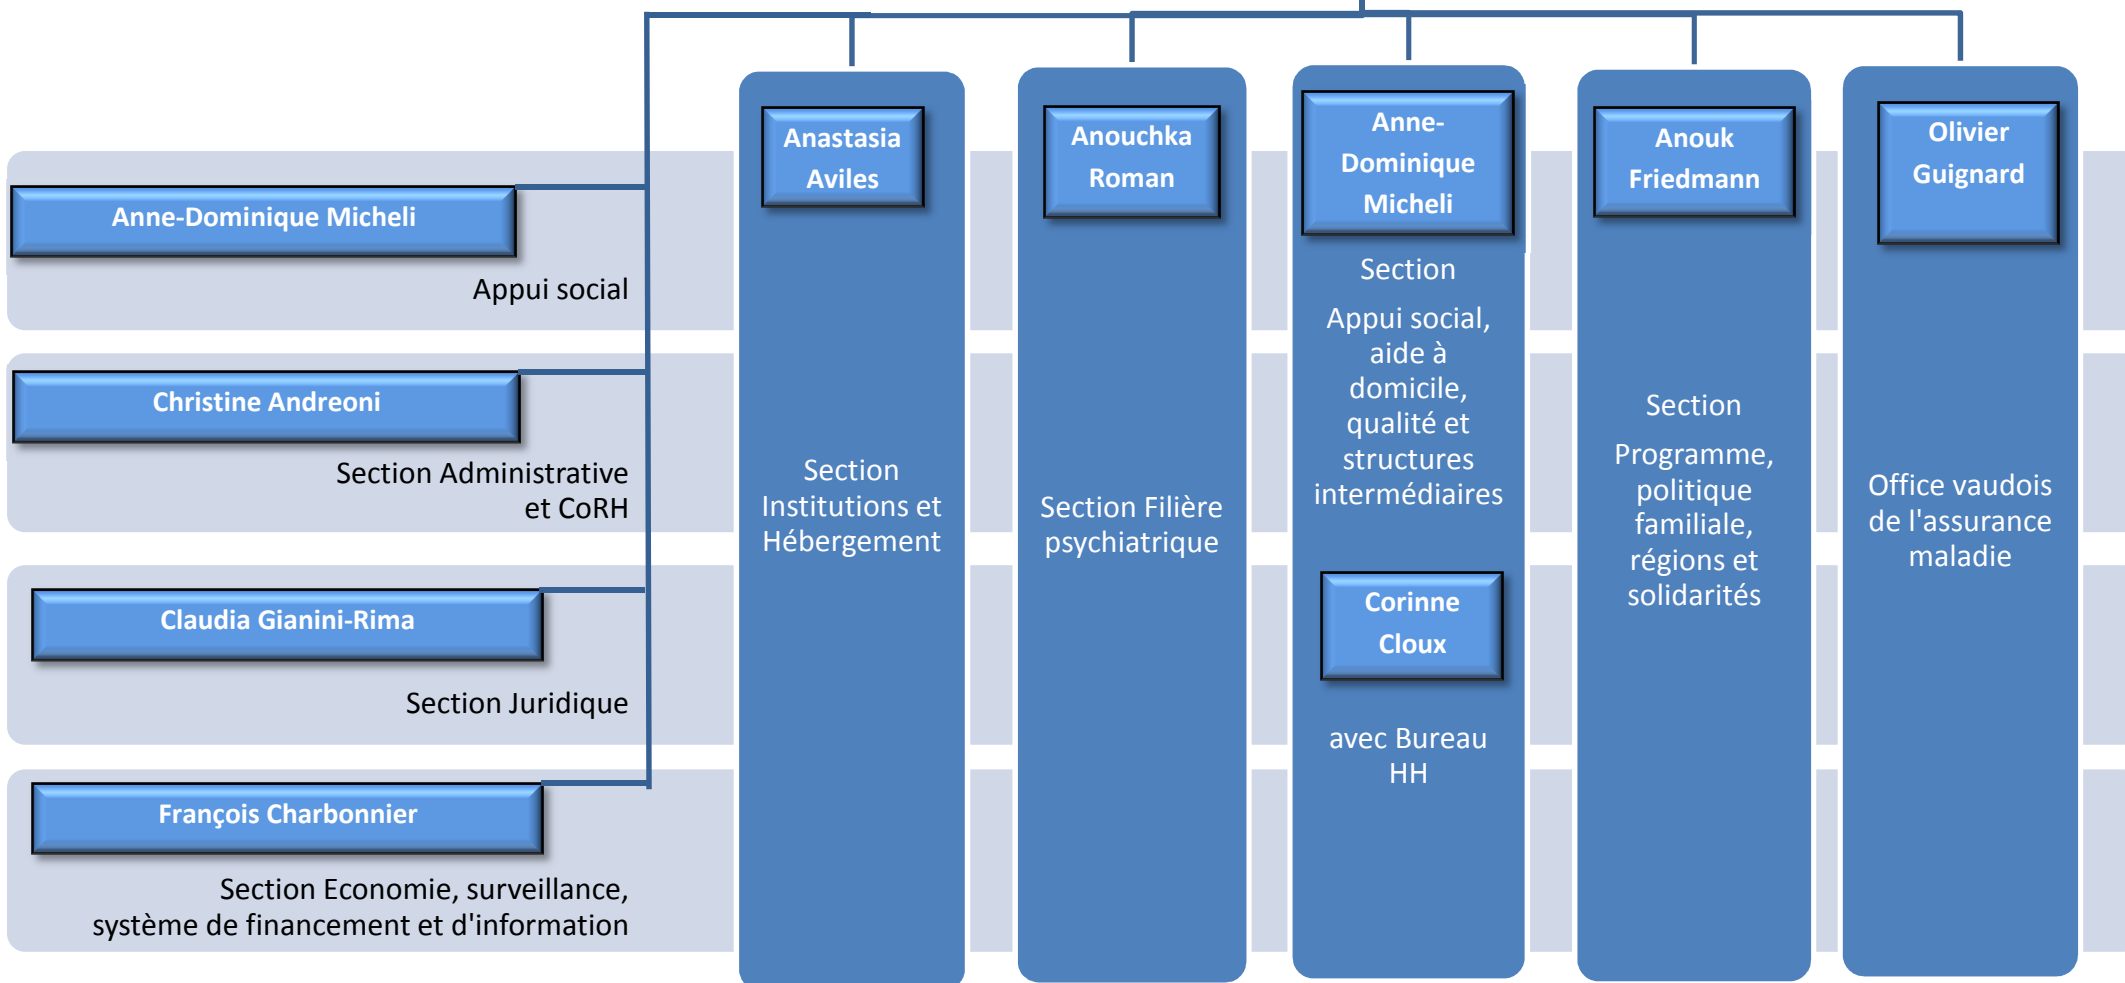 Anne-Dominique Micheli
Appui social
Christine Andreoni
Section Administrative
et CoRH
Claudia Gianini-Rima
Section Juridique
François Charbonnier
Section Economie, surveillance,
système de financement et d'information
Anastasia
Aviles
Section
Institutions et
Hébergement
Anouchka
Roman
Section Filière
psychiatrique
Anne-
Dominique
Micheli
Section
Appui social,
aide à
domicile,
qualité et
structures
intermédiaires
Corinne
Cloux
avec Bureau
HH
Anouk
Friedmann
Section
Programme,
politique
familiale,
régions et
solidarités
Olivier
Guignard
Office vaudois
de l'assurance
maladie